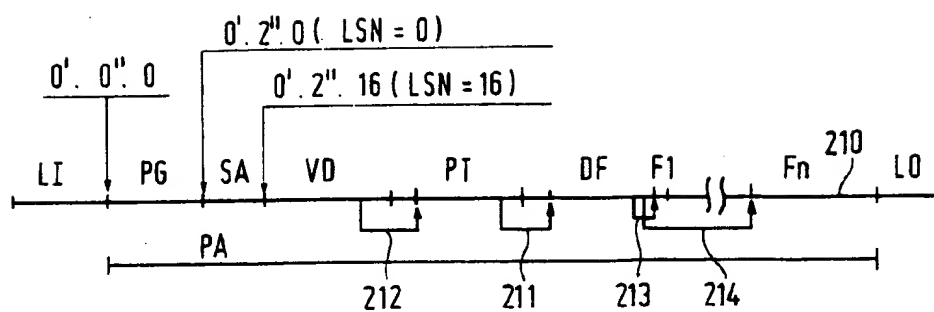 0'. 2". 0 ( LSN = 0)
0'. 0". 0
0'. 2". 16 (LSN = 16)
210
LI PG SA VD PT DF F1 Fn LO
PA
212 211 213 214